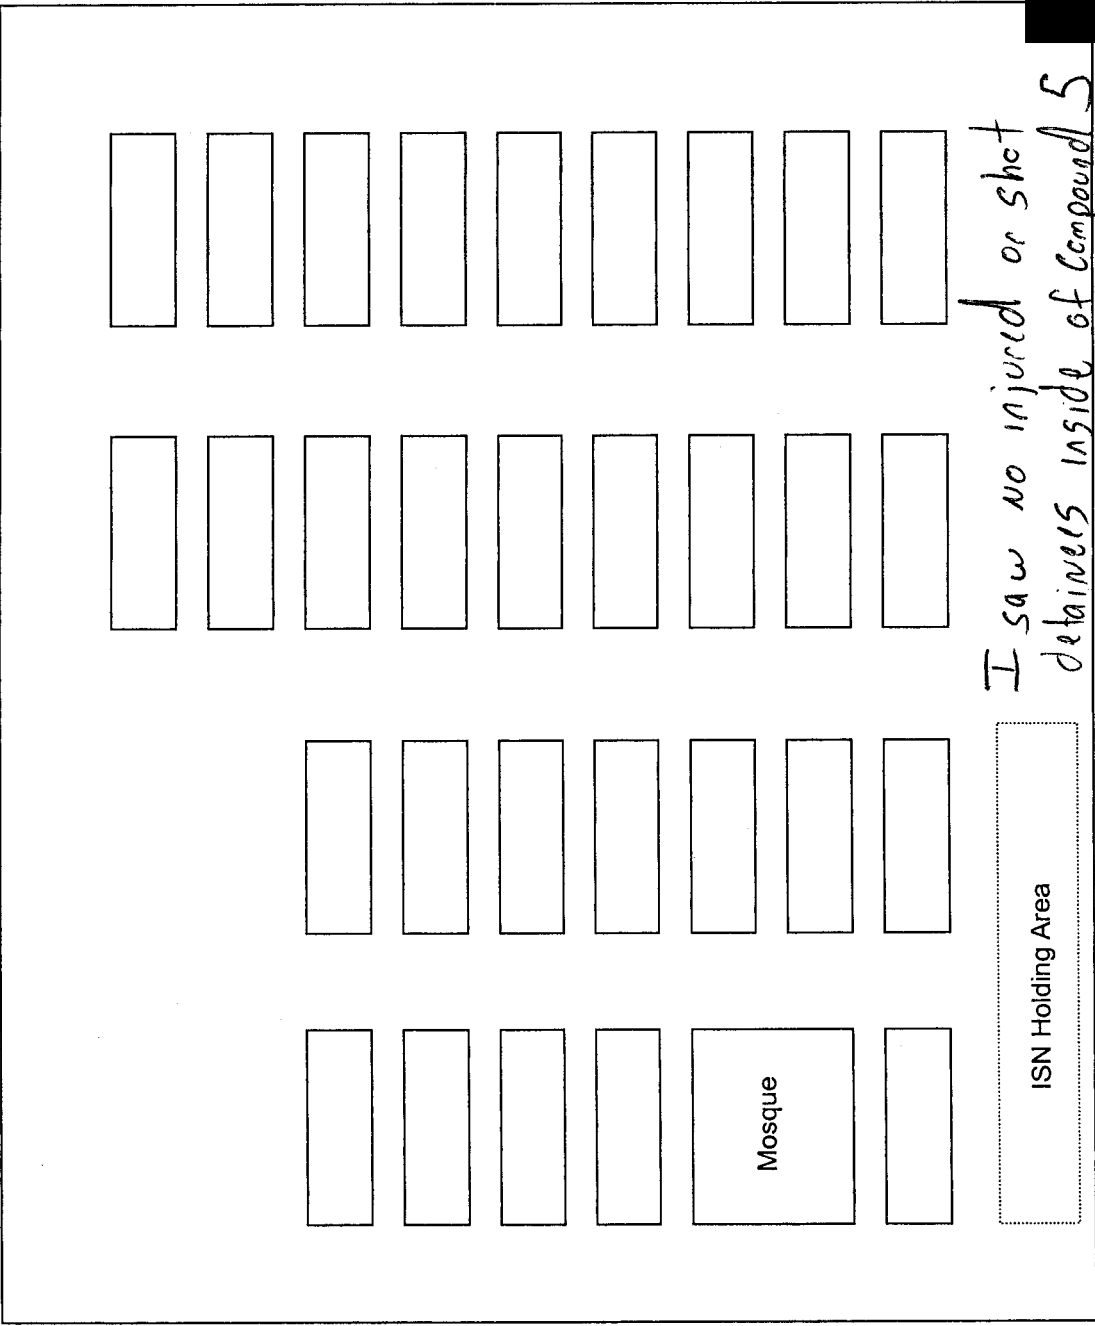 Mosque
ISN Holding Area
I saw no injured or shot
detainees inside of Compound 5